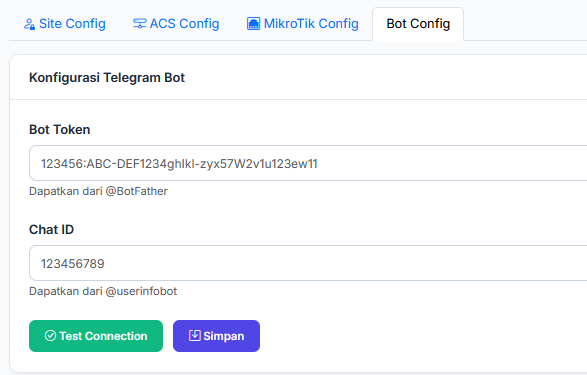 Site Config ACS Config MikroTik Config Bot Config
Konfigurasi Telegram Bot
Bot Token
123456:ABC-DEF1234ghIkl-zyx57W2v1u123ew11
Dapatkan dari @BotFather
Chat ID
123456789
Dapatkan dari @userinfobot
Test Connection Simpan